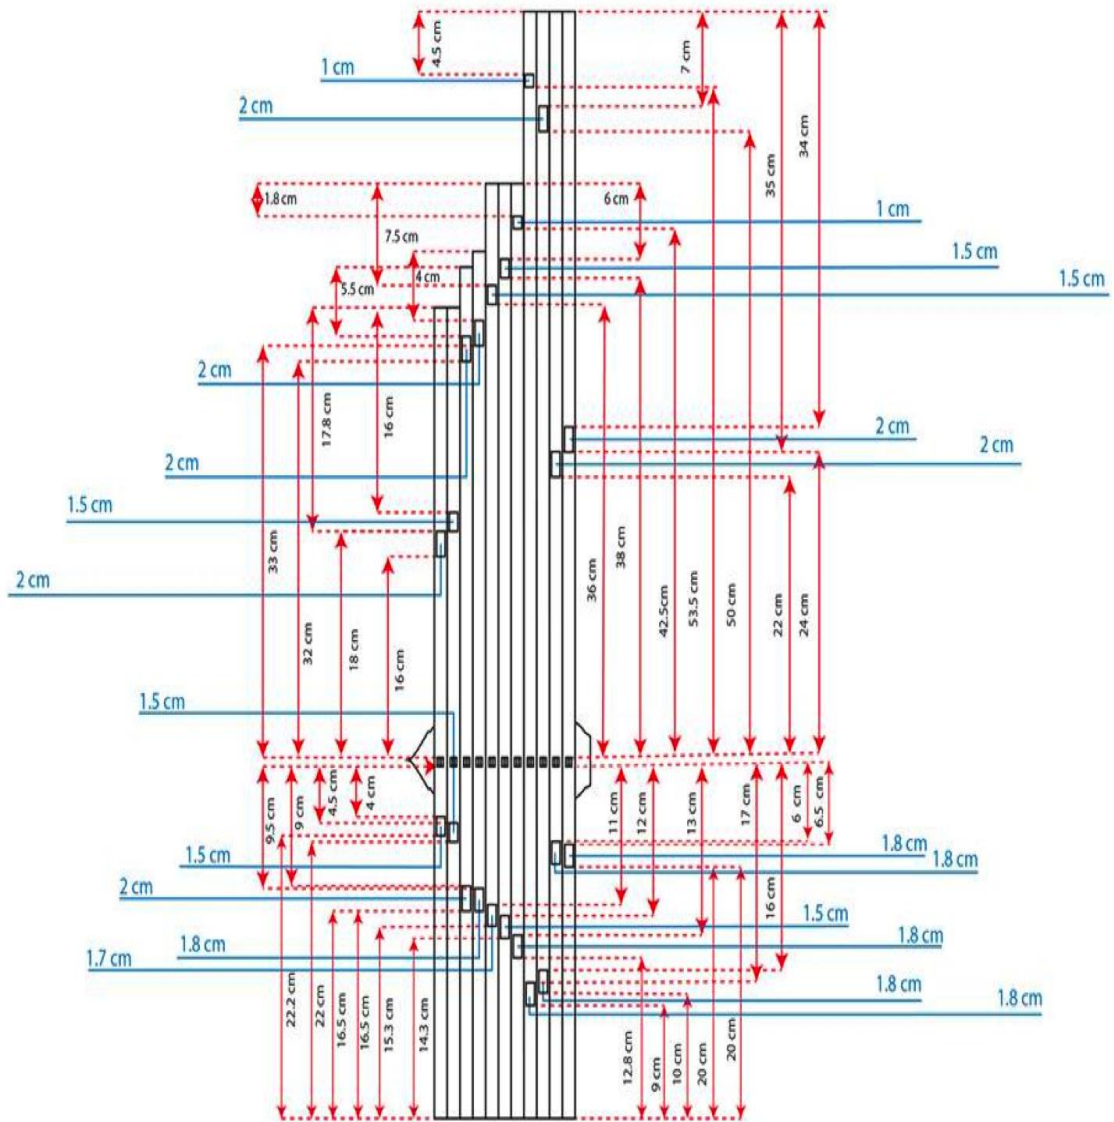 4.5 cm
7 cm
1 cm
2 cm
34 cm
35 cm
1.8 cm
6 cm
1 cm
7.5 cm
1.5 cm
4 cm
5.5 cm
1.5 cm
2 cm
17.8 cm
16 cm
2 cm
2 cm
2 cm
1.5 cm
33 cm
38 cm
2 cm
36 cm
42.5cm
53.5 cm
50 cm
22 cm
24 cm
32 cm
18 cm
16 cm
1.5 cm
9.5 cm
9 cm
4.5 cm
4 cm
11 cm
12 cm
13 cm
17 cm
6 cm
6.5 cm
1.5 cm
1.8 cm
1.8 cm
2 cm
16 cm
1.5 cm
1.8 cm
1.8 cm
1.7 cm
1.8 cm
1.8 cm
22.2 cm
22 cm
16.5 cm
16.5 cm
15.3 cm
14.3 cm
12.8 cm
9 cm
10 cm
20 cm
20 cm